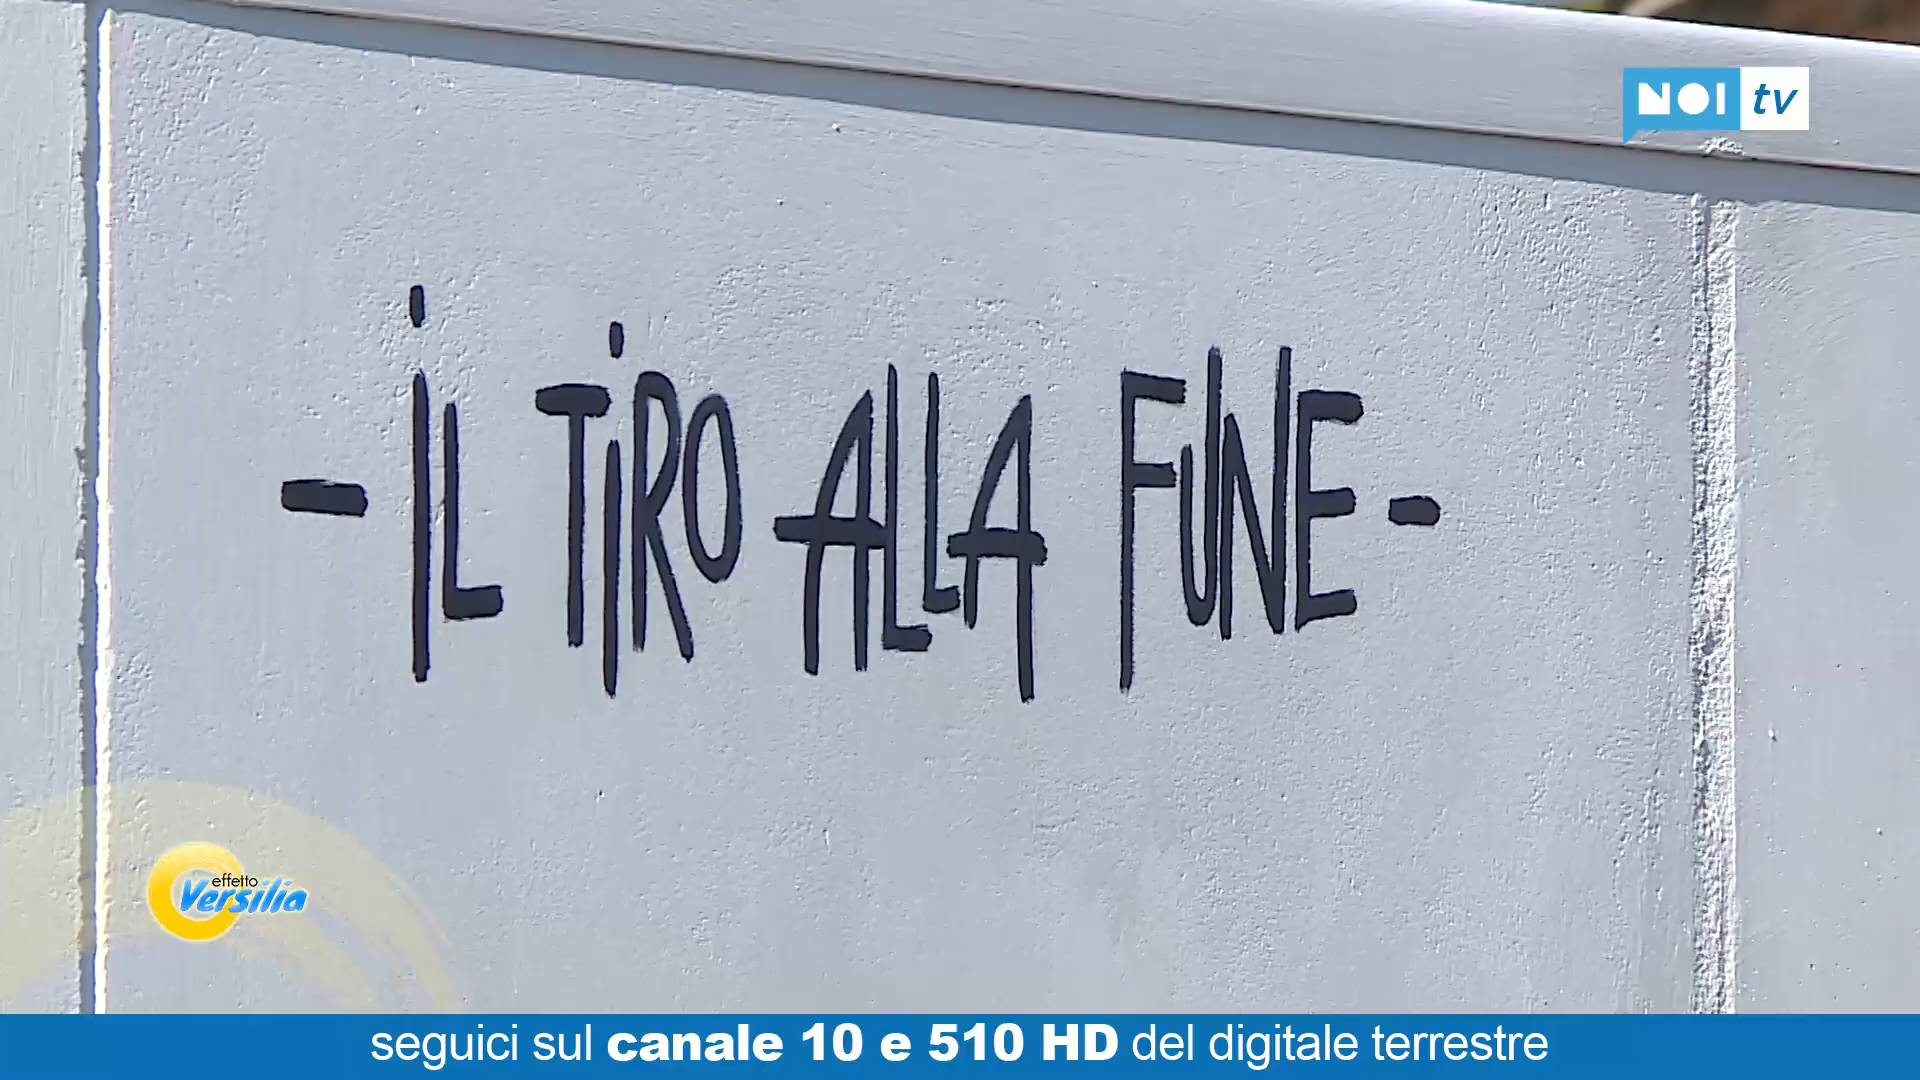 NOI tv
- iL TiRO ALLA FUNE -
effetto
Versilia
seguici sul canale 10 e 510 HD del digitale terrestre